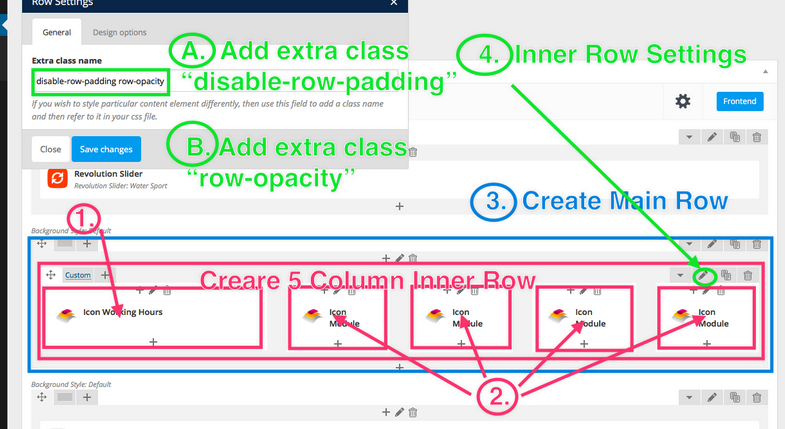 Row Settings
×
General
Design options
Extra class name
disable-row-padding row-opacity
If you wish to style particular content element differently, then use this field to add a class name
and then refer to it in your css file.
Close
Save changes
A. Add extra class
“disable-row-padding”
B. Add extra class
“row-opacity”
4. Inner Row Settings
Frontend
Revolution Slider
Revolution Slider: Water Sport
3. Create Main Row
1.
Background Style: Default
Custom
Creare 5 Column Inner Row
Icon Working Hours
Icon
Module
Icon
Module
Icon
Module
Icon
Module
2.
Background Style: Default